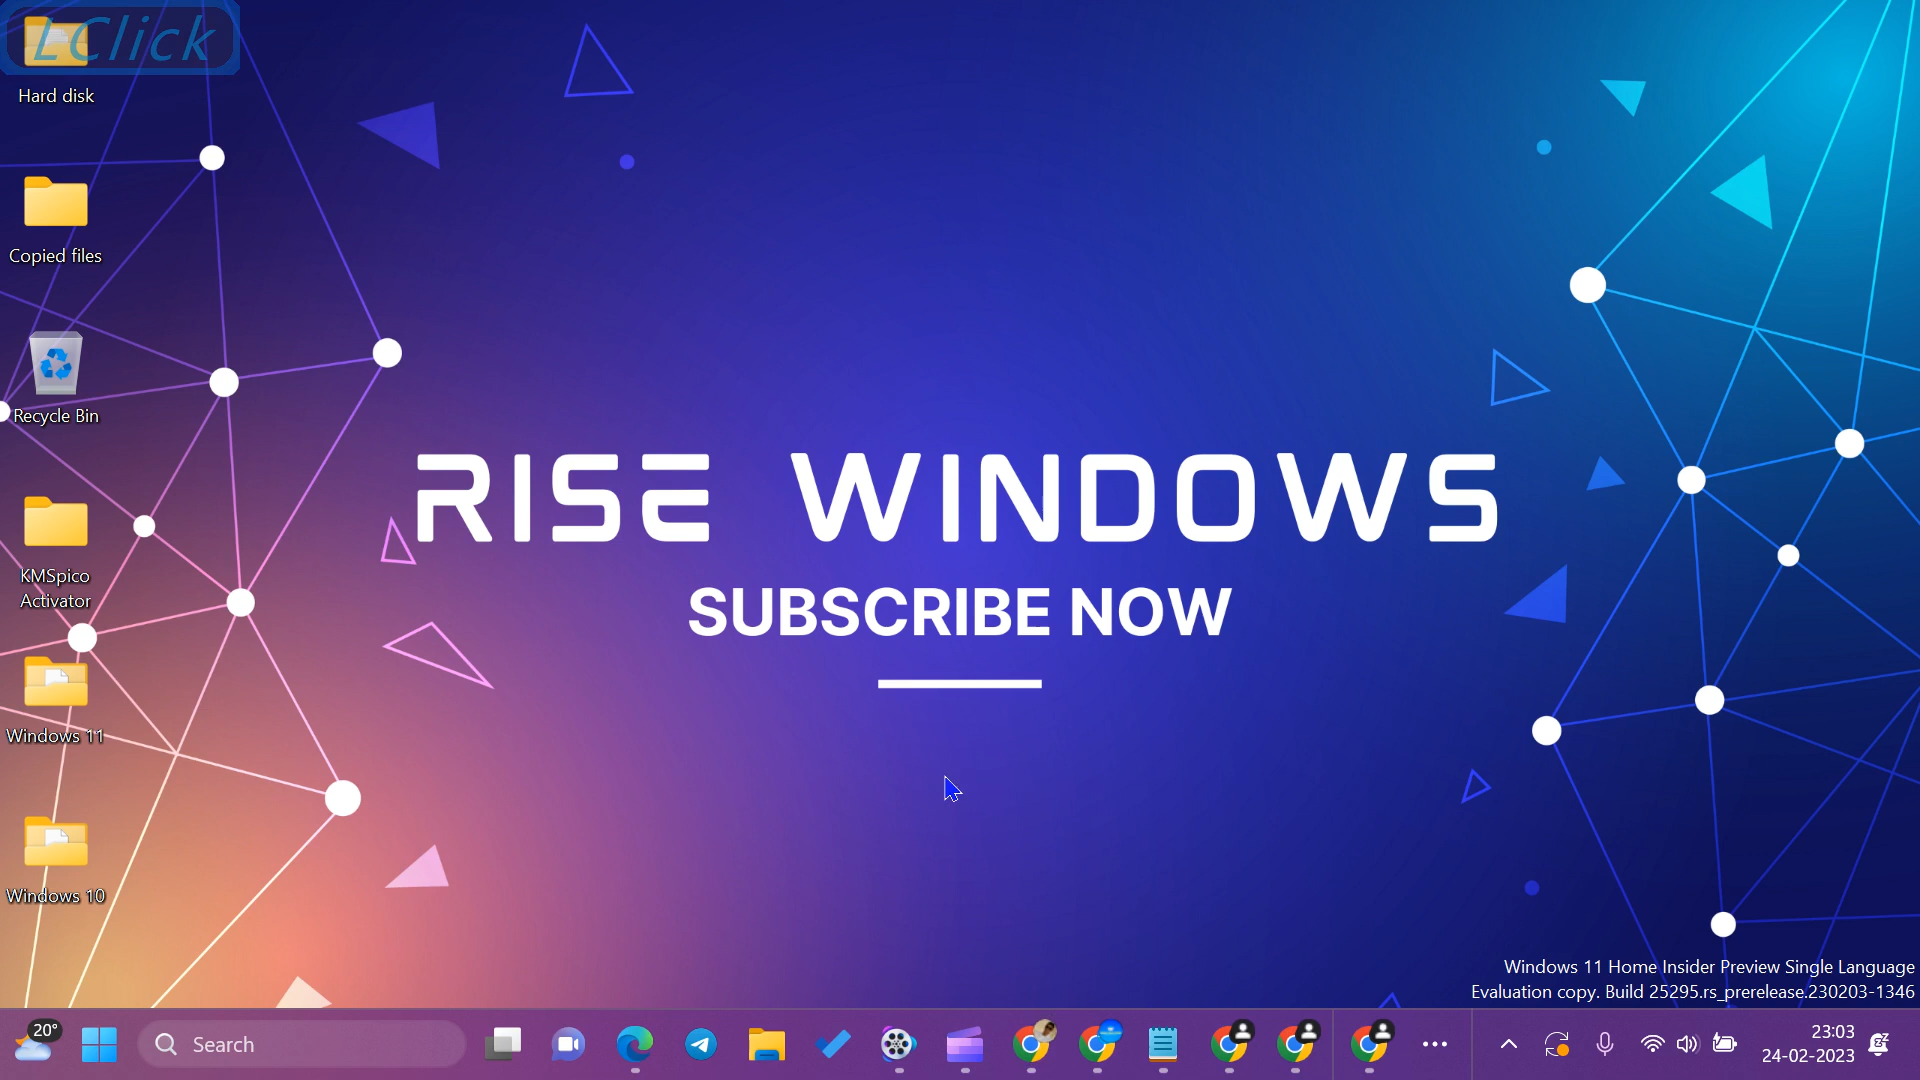 LClick
Hard disk
Copied files
Recycle Bin
KMSpico
Activator
Windows 11
Windows 10
RISE WINDOWS
SUBSCRIBE NOW
Windows 11 Home Insider Preview Single Language
Evaluation copy. Build 25295.rs_prerelease.230203-1346
20°
Search
23:03
24-02-2023